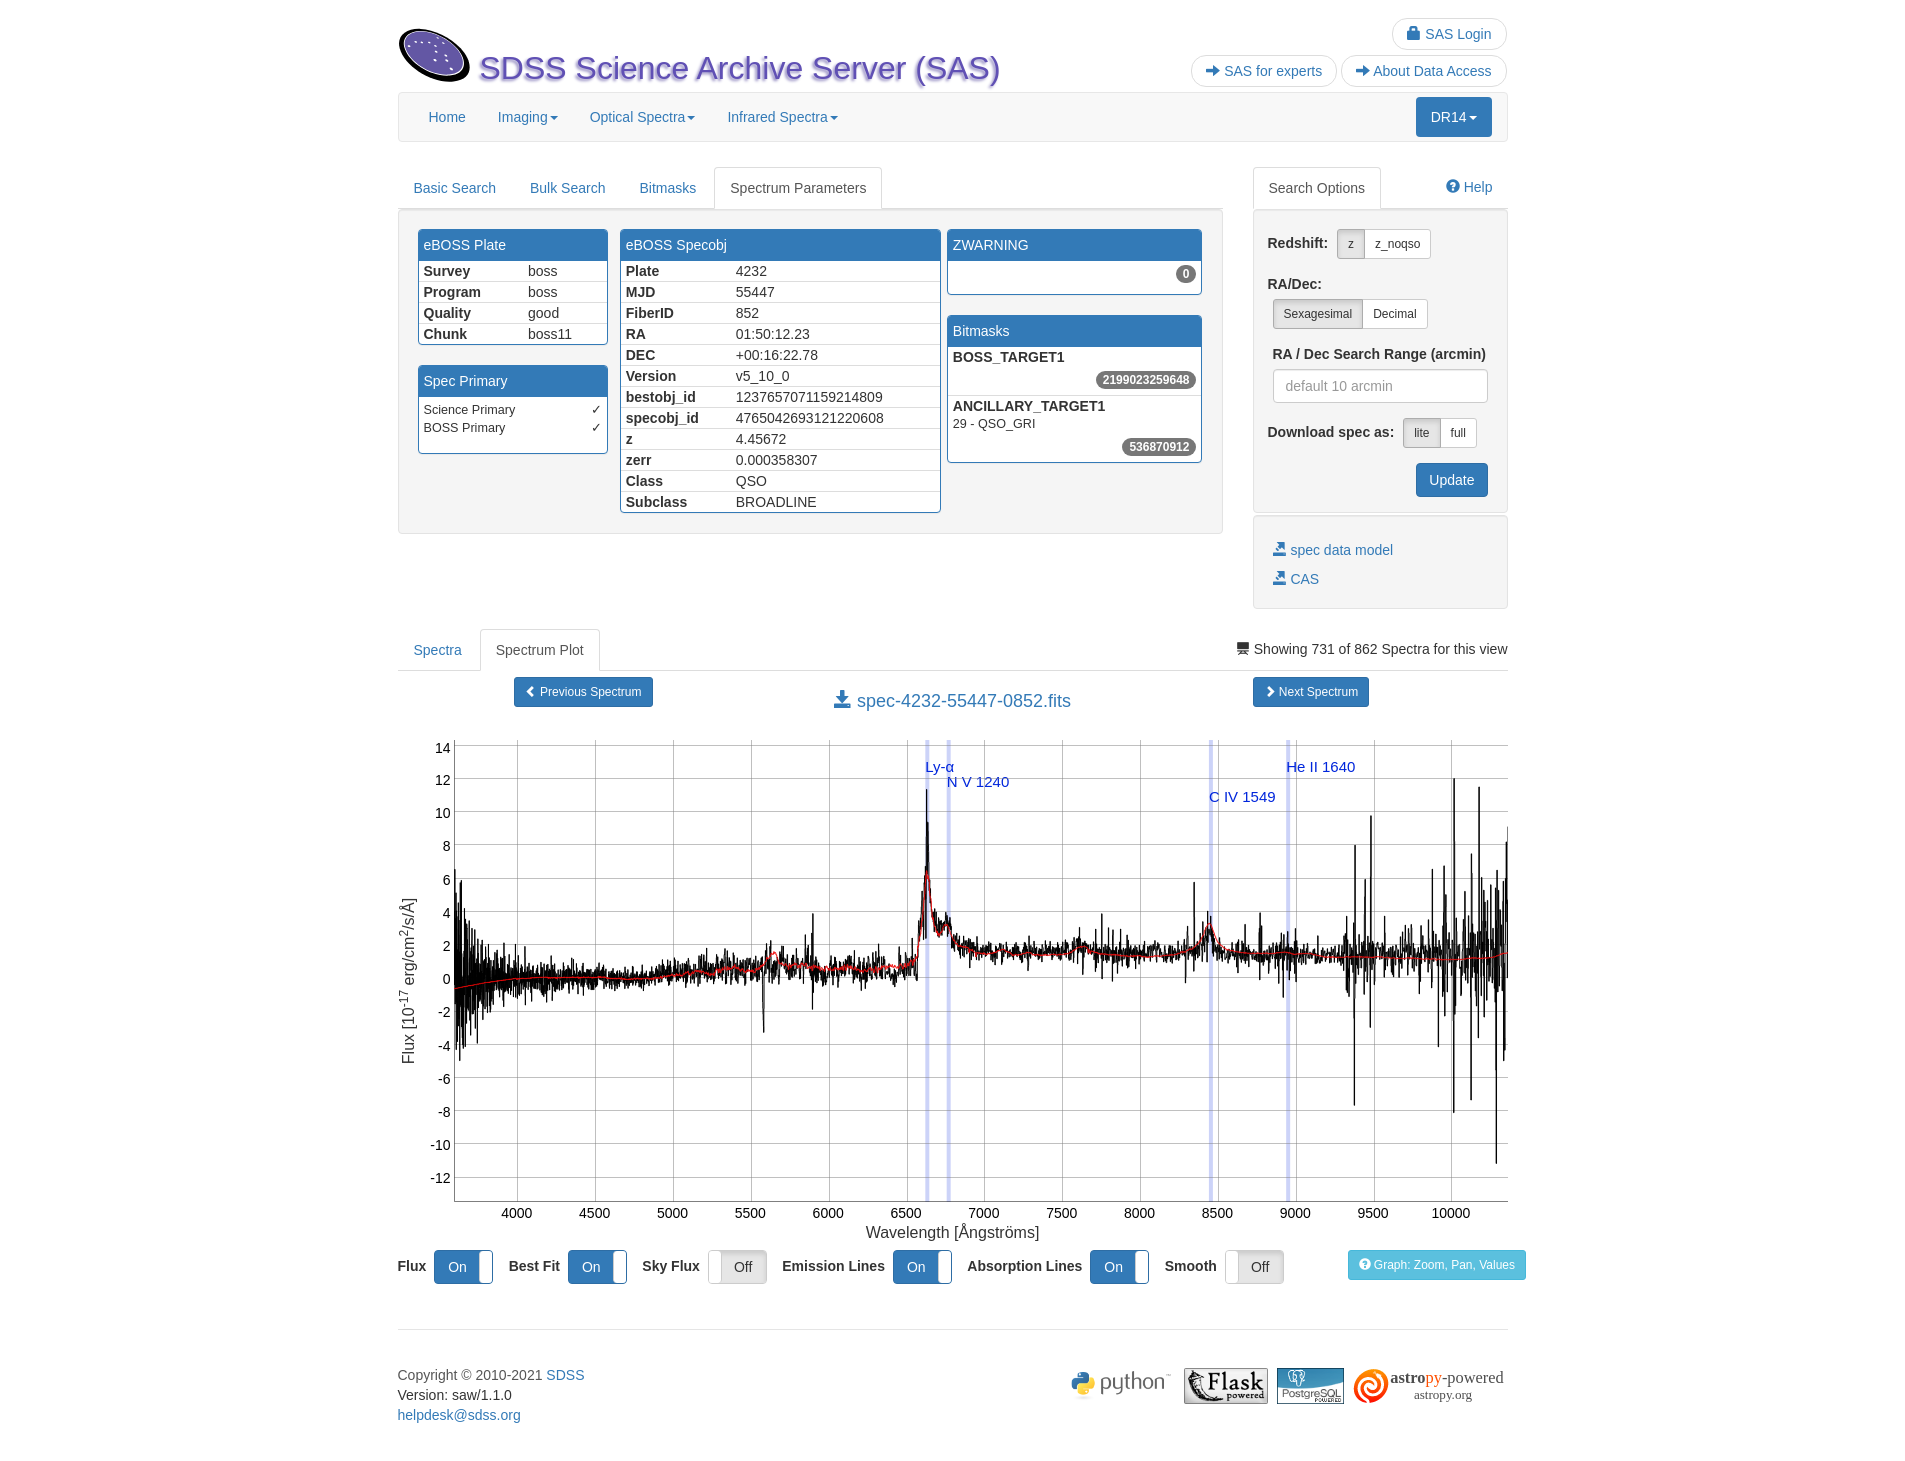 SAS Login
SDSS Science Archive Server (SAS)
SAS for experts
About Data Access
Home
Imaging
Optical Spectra
Infrared Spectra
DR14
Basic Search
Bulk Search
Bitmasks
Spectrum Parameters
Search Options
Help
eBOSS Plate
Survey boss
Program boss
Quality good
Chunk boss11
Spec Primary
Science Primary ✓
BOSS Primary ✓
eBOSS Specobj
Plate 4232
MJD 55447
FiberID 852
RA 01:50:12.23
DEC +00:16:22.78
Version v5_10_0
bestobj_id 1237657071159214809
specobj_id 4765042693121220608
z 4.45672
zerr 0.000358307
Class QSO
Subclass BROADLINE
ZWARNING
0
Bitmasks
BOSS_TARGET1
2199023259648
ANCILLARY_TARGET1
29 - QSO_GRI
536870912
Redshift: z z_noqso
RA/Dec:
Sexagesimal Decimal
RA / Dec Search Range (arcmin)
default 10 arcmin
Download spec as: lite full
Update
spec data model
CAS
Spectra
Spectrum Plot
Showing 731 of 862 Spectra for this view
Previous Spectrum
spec-4232-55447-0852.fits
Next Spectrum
14
12
10
8
6
4
2
0
-2
-4
-6
-8
-10
-12
Flux [10-17 erg/cm2/s/Å]
Ly-α
N V 1240
C IV 1549
He II 1640
4000 4500 5000 5500 6000 6500 7000 7500 8000 8500 9000 9500 10000
Wavelength [Ångströms]
Flux On Best Fit On Sky Flux Off Emission Lines On Absorption Lines On Smooth Off
Graph: Zoom, Pan, Values
Copyright © 2010-2021 SDSS
Version: saw/1.1.0
helpdesk@sdss.org
python
Flask
powered
PostgreSQL
POWERED
astropy-powered
astropy.org